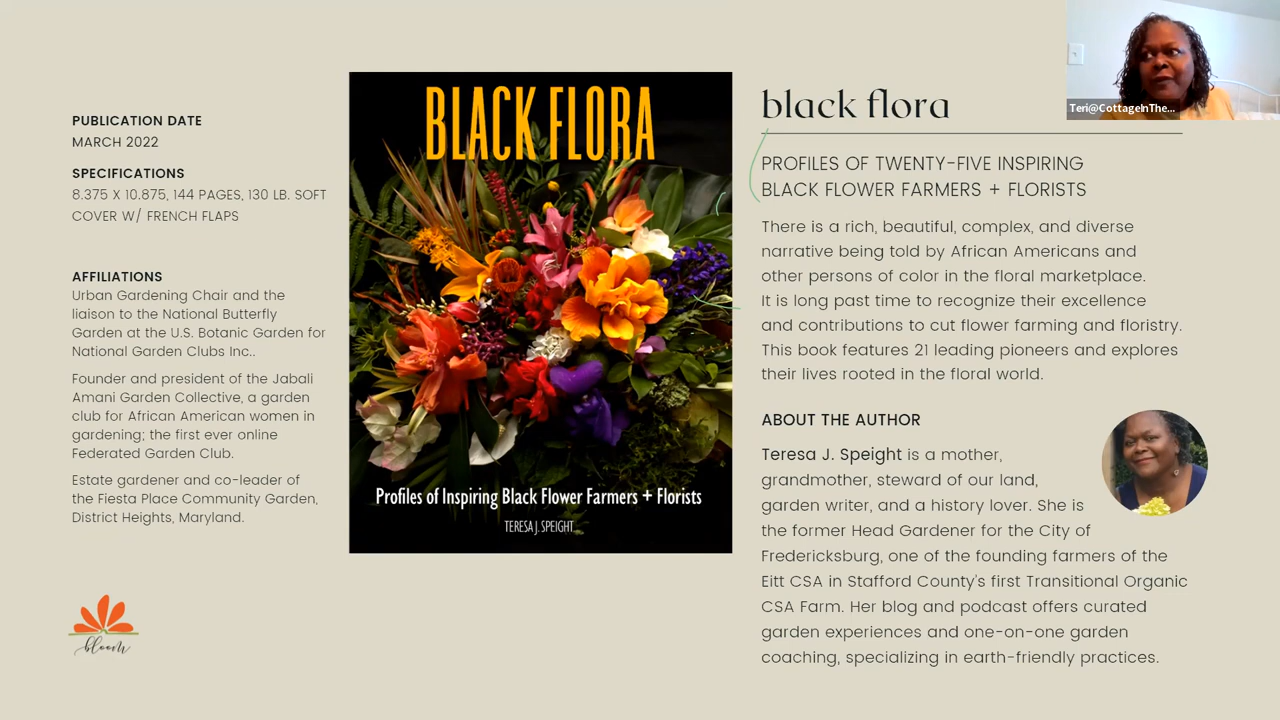 PUBLICATION DATE
MARCH 2022
SPECIFICATIONS
8.375 X 10.875, 144 PAGES, 130 LB. SOFT
COVER W/ FRENCH FLAPS
AFFILIATIONS
Urban Gardening Chair and the
liaison to the National Butterfly
Garden at the U.S. Botanic Garden for
National Garden Clubs Inc..
Founder and president of the Jabali
Amani Garden Collective, a garden
club for African American women in
gardening; the first ever online
Federated Garden Club.
Estate gardener and co-leader of
the Fiesta Place Community Garden,
District Heights, Maryland.
bloom
BLACK FLORA
Profiles of Inspiring Black Flower Farmers + Florists
TERESA J. SPEIGHT
black flora
PROFILES OF TWENTY-FIVE INSPIRING
BLACK FLOWER FARMERS + FLORISTS
There is a rich, beautiful, complex, and diverse
narrative being told by African Americans and
other persons of color in the floral marketplace.
It is long past time to recognize their excellence
and contributions to cut flower farming and floristry.
This book features 21 leading pioneers and explores
their lives rooted in the floral world.
ABOUT THE AUTHOR
Teresa J. Speight is a mother,
grandmother, steward of our land,
garden writer, and a history lover. She is
the former Head Gardener for the City of
Fredericksburg, one of the founding farmers of the
Eitt CSA in Stafford County's first Transitional Organic
CSA Farm. Her blog and podcast offers curated
garden experiences and one-on-one garden
coaching, specializing in earth-friendly practices.
Teri@CottageInThe...